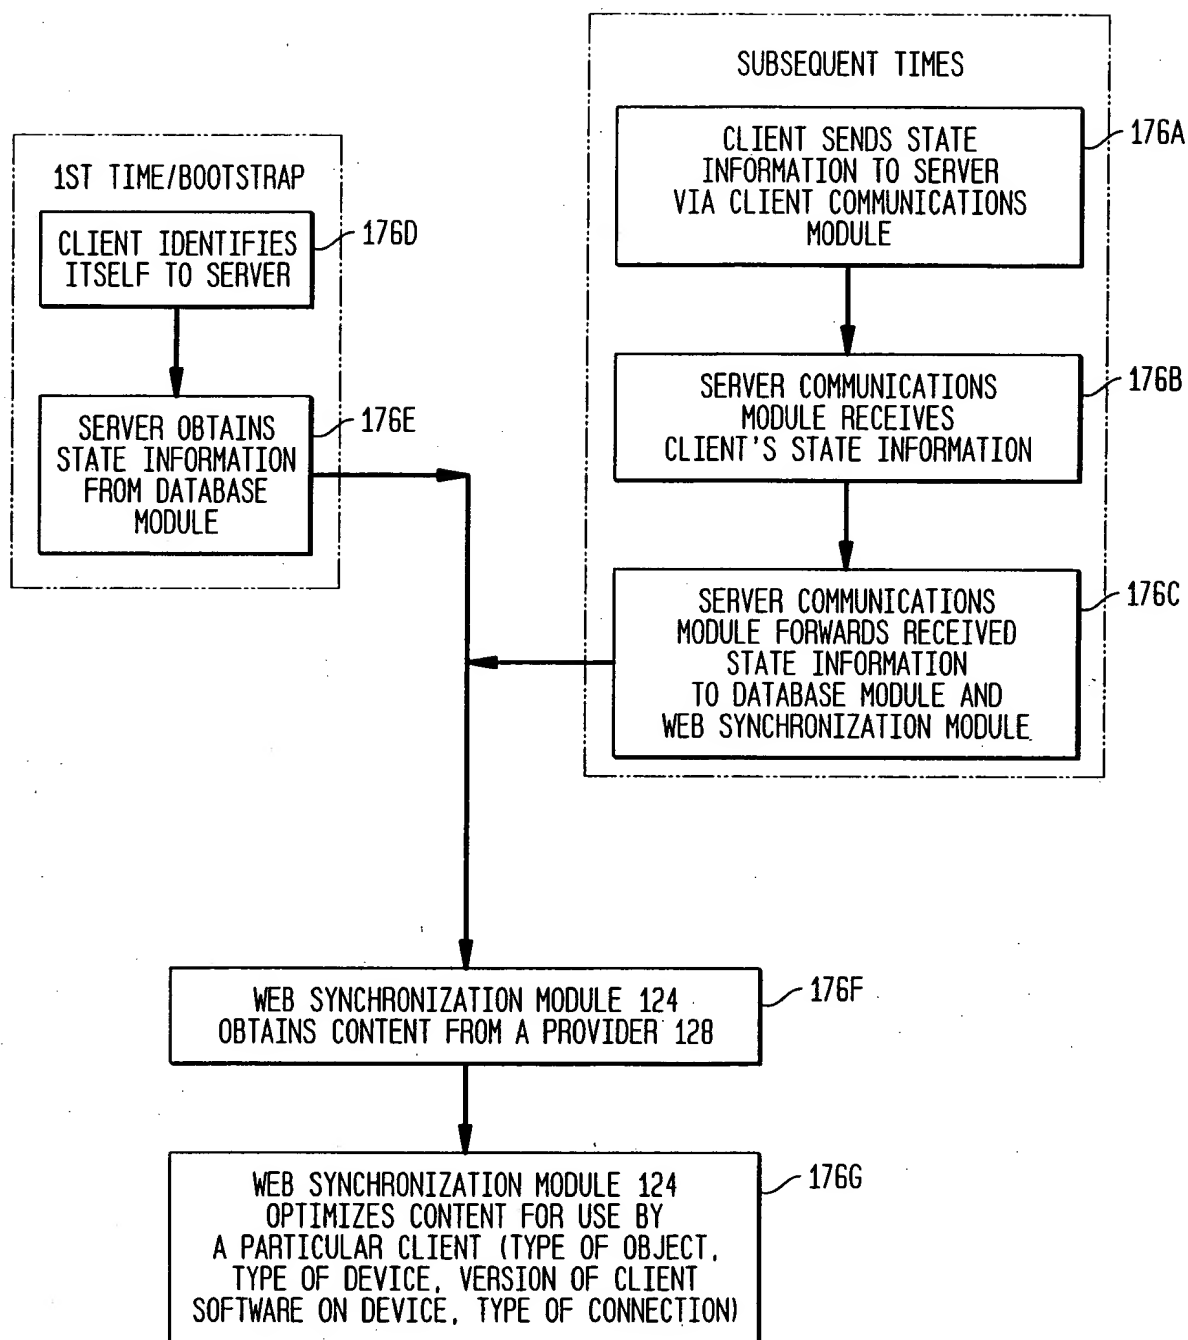 1ST TIME/BOOTSTRAP
CLIENT IDENTIFIES
ITSELF TO SERVER
176D
SERVER OBTAINS
STATE INFORMATION
FROM DATABASE
MODULE
176E
SUBSEQUENT TIMES
CLIENT SENDS STATE
INFORMATION TO SERVER
VIA CLIENT COMMUNICATIONS
MODULE
176A
SERVER COMMUNICATIONS
MODULE RECEIVES
CLIENT'S STATE INFORMATION
176B
SERVER COMMUNICATIONS
MODULE FORWARDS RECEIVED
STATE INFORMATION
TO DATABASE MODULE AND
WEB SYNCHRONIZATION MODULE
176C
WEB SYNCHRONIZATION MODULE 124
OBTAINS CONTENT FROM A PROVIDER 128
176F
WEB SYNCHRONIZATION MODULE 124
OPTIMIZES CONTENT FOR USE BY
A PARTICULAR CLIENT (TYPE OF OBJECT,
TYPE OF DEVICE, VERSION OF CLIENT
SOFTWARE ON DEVICE, TYPE OF CONNECTION)
176G